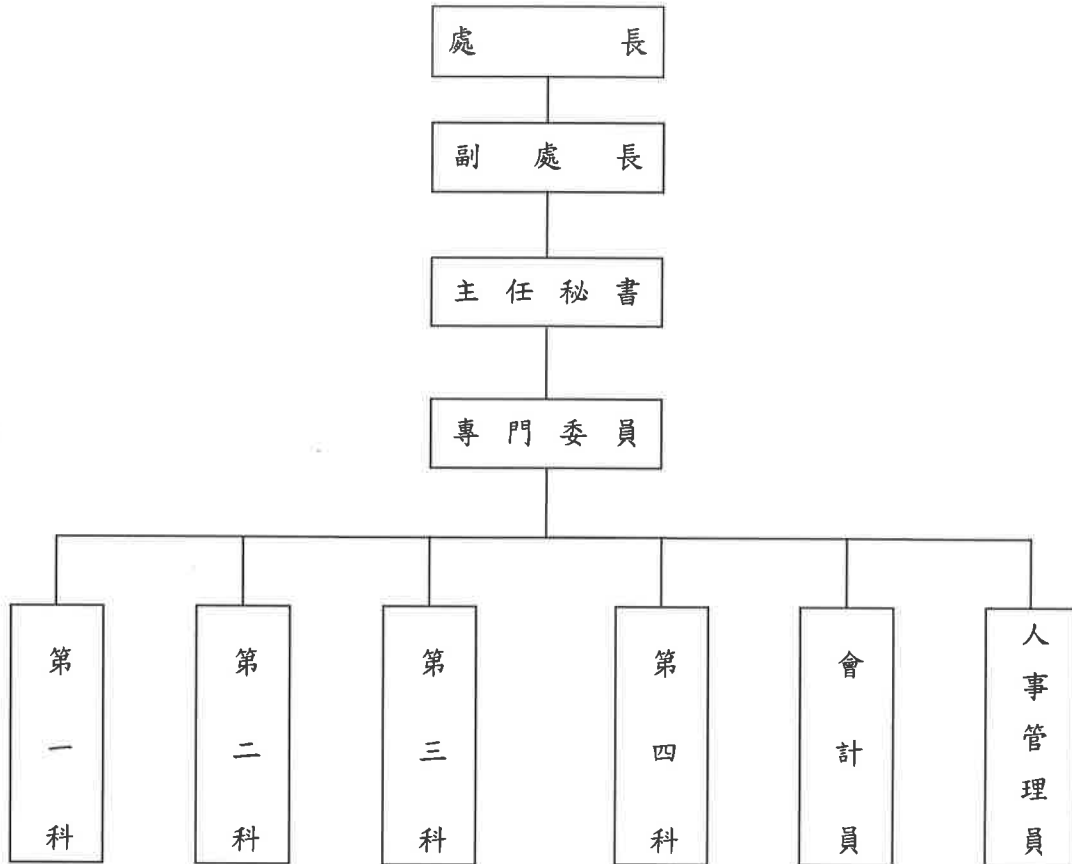 處長
副處長
主任秘書
專門委員
第一科
第二科
第三科
第四科
會計員
人事管理員